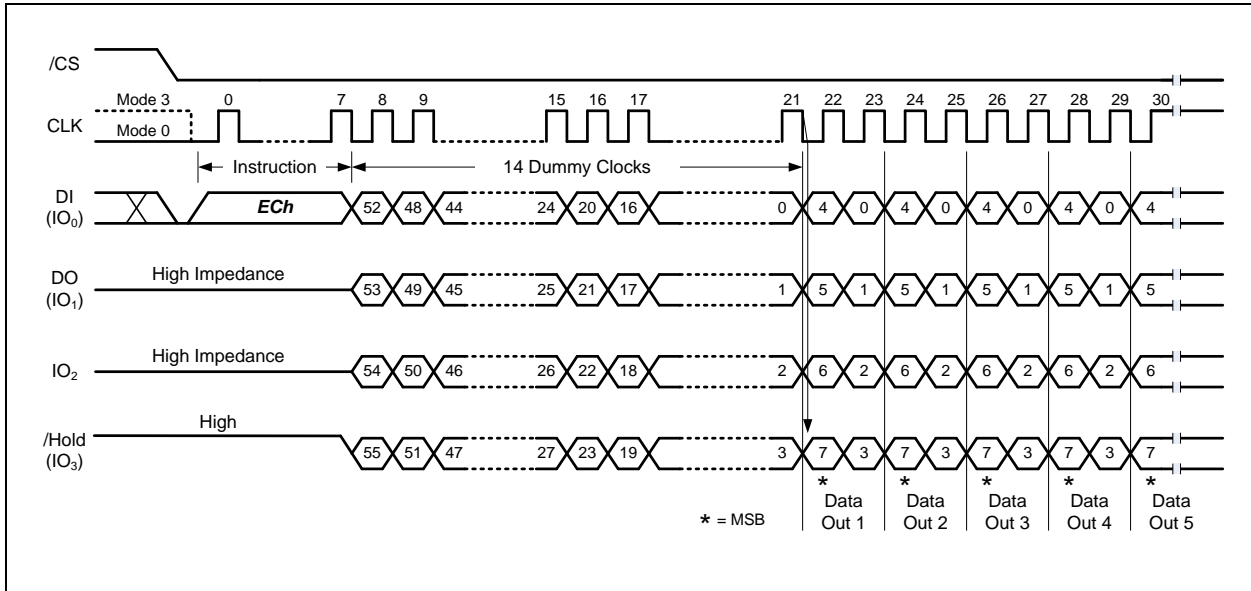 /CS
Mode 3 0 7 8 9 15 16 17 21 22 23 24 25 26 27 28 29 30
CLK
Mode 0
Instruction 14 Dummy Clocks
DI
(IO0) ECh 52 48 44 24 20 16 0 4 0 4 0 4 0 4 0 4
DO
(IO1) High Impedance 53 49 45 25 21 17 1 5 1 5 1 5 1 5 1 5
IO2 High Impedance 54 50 46 26 22 18 2 6 2 6 2 6 2 6 2 6
/Hold
(IO3) High 55 51 47 27 23 19 3 7 3 7 3 7 3 7 3 7
* * * * *
* = MSB
Data Data Data Data Data
Out 1 Out 2 Out 3 Out 4 Out 5